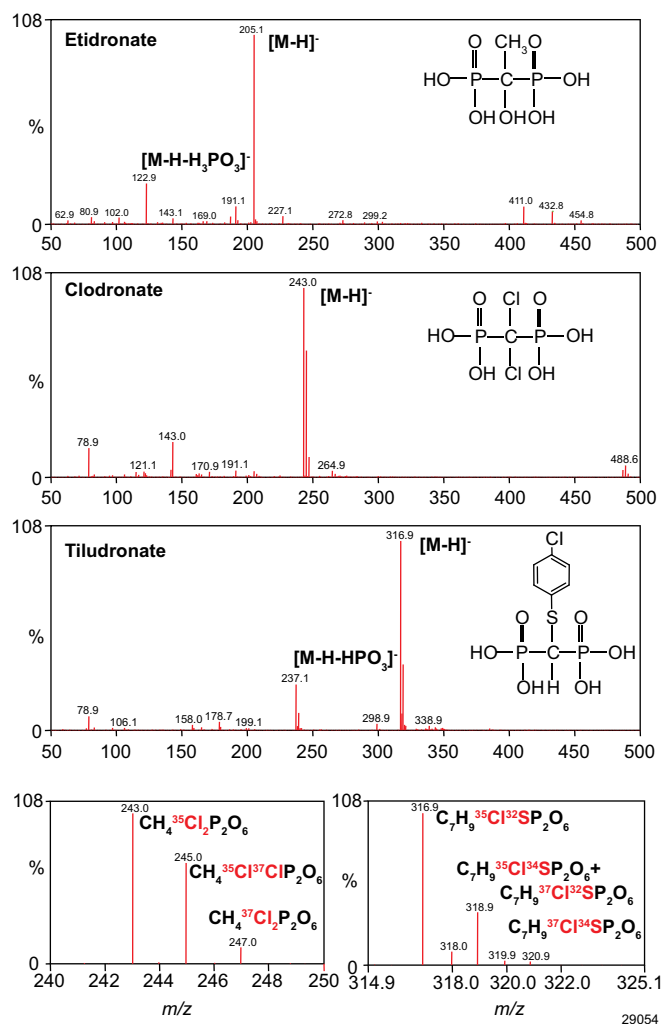 108
Etidronate
205.1
[M-H]⁻
O CH₃O
HO P C P OH
OH OHOH
%
[M-H-H₃PO₃]⁻
122.9
62.9 80.9 102.0 143.1 169.0 191.1 227.1 272.8 299.2 411.0 432.8 454.8
0
50 100 150 200 250 300 350 400 450 500
108
Clodronate
243.0
[M-H]⁻
O Cl O
HO P C P OH
OH Cl OH
%
78.9 121.1 143.0 170.9 191.1 264.9 488.6
0
50 100 150 200 250 300 350 400 450 500
108
Tiludronate
316.9
[M-H]⁻
Cl
S
O O
HO P C P OH
OH H OH
%
[M-H-HPO₃]⁻
237.1
78.9 106.1 158.0 178.7 199.1 298.9 338.9
0
50 100 150 200 250 300 350 400 450 500
108
243.0
CH₄³⁵Cl₂P₂O₆
245.0
CH₄³⁵Cl³⁷ClP₂O₆
%
CH₄³⁷Cl₂P₂O₆
247.0
0
240 242 244 246 248 250
m/z
108
316.9
C₇H₉³⁵Cl³²SP₂O₆
C₇H₉³⁵Cl³⁴SP₂O₆+
C₇H₉³⁷Cl³²SP₂O₆
%
318.9
C₇H₉³⁷Cl³⁴SP₂O₆
318.0 319.9 320.9
0
314.9 318.0 320.0 322.0 325.1
m/z
29054